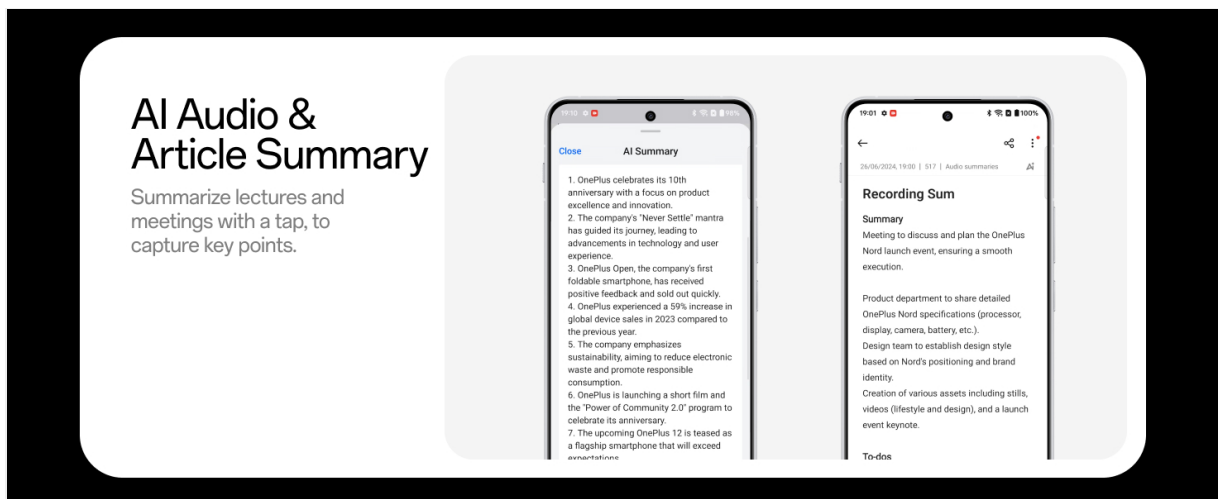 AI Audio &
Article Summary
Summarize lectures and
meetings with a tap, to
capture key points.
19:10
98%
Close
AI Summary
1. OnePlus celebrates its 10th
anniversary with a focus on product
excellence and innovation.
2. The company's "Never Settle" mantra
has guided its journey, leading to
advancements in technology and user
experience.
3. OnePlus Open, the company's first
foldable smartphone, has received
positive feedback and sold out quickly.
4. OnePlus experienced a 59% increase in
global device sales in 2023 compared to
the previous year.
5. The company emphasizes
sustainability, aiming to reduce electronic
waste and promote responsible
consumption.
6. OnePlus is launching a short film and
the "Power of Community 2.0" program to
celebrate its anniversary.
7. The upcoming OnePlus 12 is teased as
a flagship smartphone that will exceed
expectations
19:01
100%
26/06/2024, 19:00 | 517 | Audio summaries
Recording Sum
Summary
Meeting to discuss and plan the OnePlus
Nord launch event, ensuring a smooth
execution.
Product department to share detailed
OnePlus Nord specifications (processor,
display, camera, battery, etc.).
Design team to establish design style
based on Nord's positioning and brand
identity.
Creation of various assets including stills,
videos (lifestyle and design), and a launch
event keynote.
To-dos